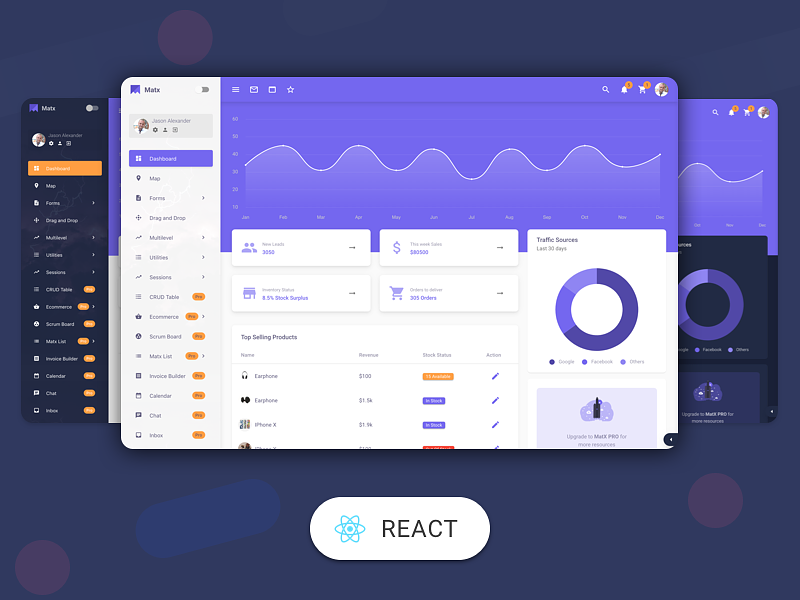 Matx
Jason Alexander
Dashboard
Map
Forms
Drag and Drop
Multilevel
Utilities
Sessions
CRUD Table Pro
Ecommerce Pro
Scrum Board Pro
Matx List Pro
Invoice Builder Pro
Calendar Pro
Chat Pro
Inbox Pro
Matx
Jason Alexander
Dashboard
Map
Forms
Drag and Drop
Multilevel
Utilities
Sessions
CRUD Table Pro
Ecommerce Pro
Scrum Board Pro
Matx List Pro
Invoice Builder Pro
Calendar Pro
Chat Pro
Inbox Pro
60
50
40
30
20
10
Jan Feb Mar Apr May Jun Jul Aug Sep Oct Nov Dec
New Leads
3050
This week Sales
$80500
Inventory Status
8.5% Stock Surplus
Orders to deliver
305 Orders
Top Selling Products
Name Revenue Stock Status Action
Earphone $100 15 Available
Earphone $1.5k In Stock
IPhone X $1.9k In Stock
IPhone X $100
Traffic Sources
Last 30 days
Google Facebook Others
Upgrade to MatX PRO for
more resources
Oct Nov Dec
Facebook Others
Upgrade to MatX PRO for
more resources
REACT